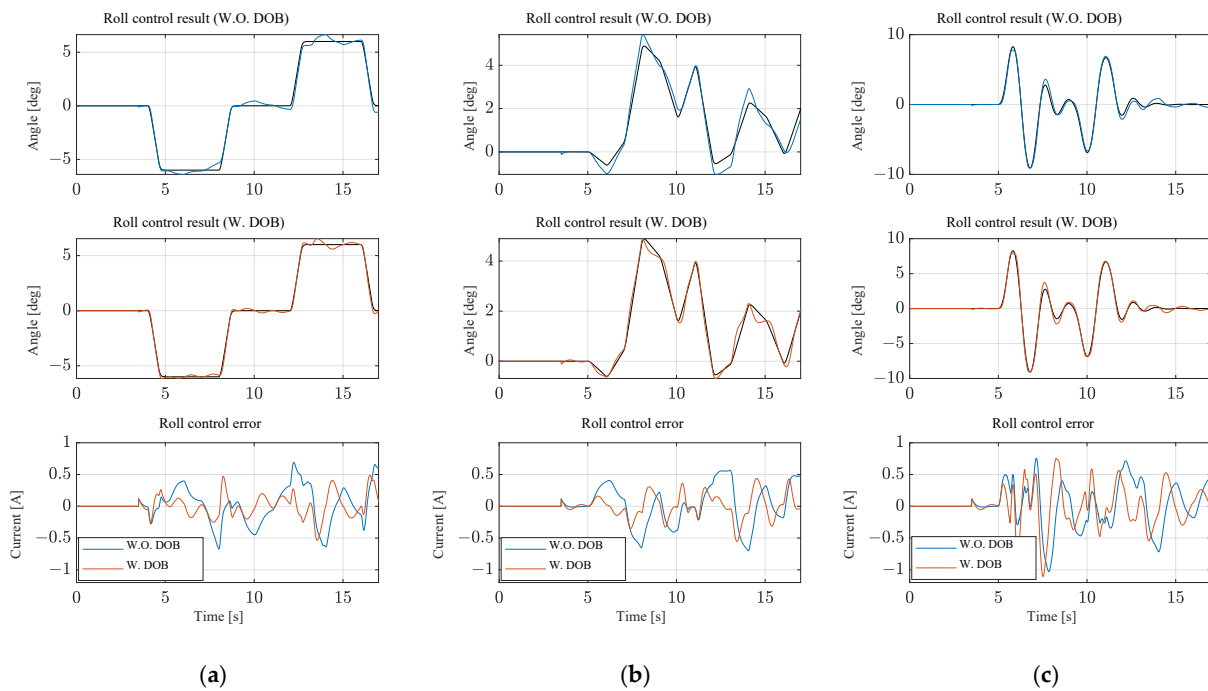 Roll control result (W.O. DOB)
Angle [deg]
5
0
−5
0 5 10 15
Roll control result (W. DOB)
Angle [deg]
5
0
−5
0 5 10 15
Roll control error
Current [A]
1
0.5
0
−0.5
−1
W.O. DOB
W. DOB
0 5 10 15
Time [s]
(a)
Roll control result (W.O. DOB)
Angle [deg]
4
2
0
0 5 10 15
Roll control result (W. DOB)
Angle [deg]
4
2
0
0 5 10 15
Roll control error
Current [A]
1
0.5
0
−0.5
−1
W.O. DOB
W. DOB
0 5 10 15
Time [s]
(b)
Roll control result (W.O. DOB)
Angle [deg]
10
0
−10
0 5 10 15
Roll control result (W. DOB)
Angle [deg]
10
5
0
−5
−10
0 5 10 15
Roll control error
Current [A]
1
0.5
0
−0.5
−1
W.O. DOB
W. DOB
0 5 10 15
Time [s]
(c)